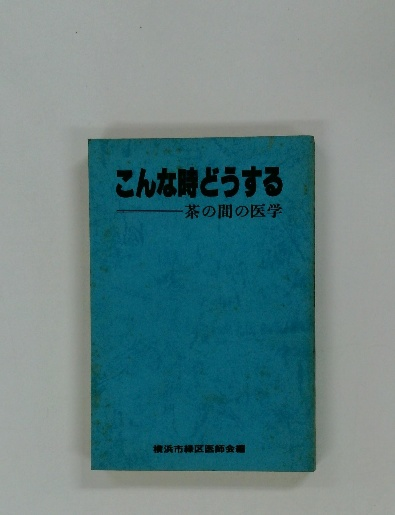 こんな時どうする
――茶の間の医学
横浜市緑区医師会編